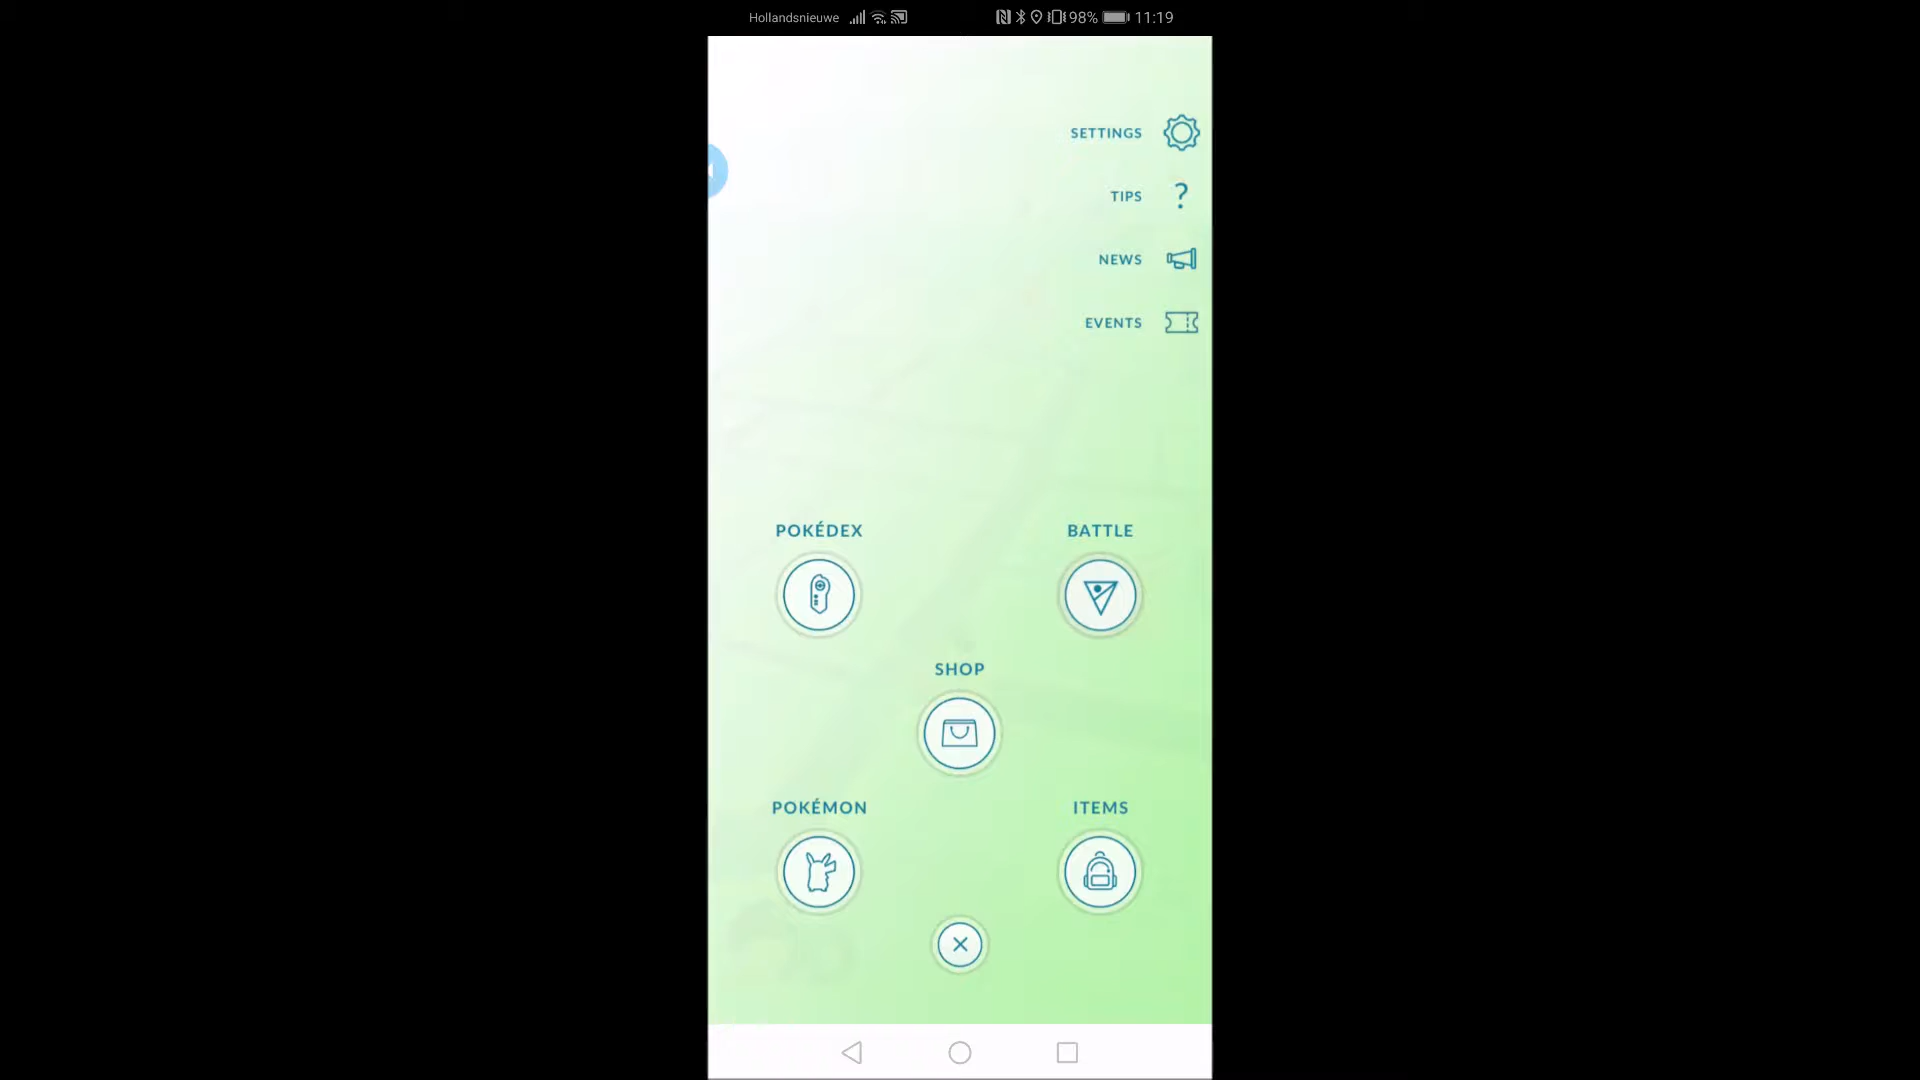 Hollandsnieuwe 98% 11:19
SETTINGS
TIPS ?
NEWS
EVENTS
POKÉDEX BATTLE
SHOP
POKÉMON ITEMS